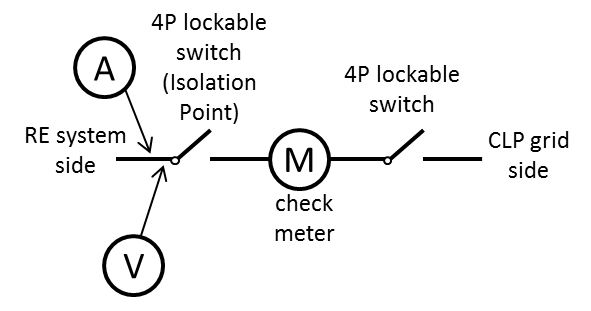 4P lockable
switch
(Isolation
Point)
A
4P lockable
switch
RE system
side
M
CLP grid
side
check
meter
V